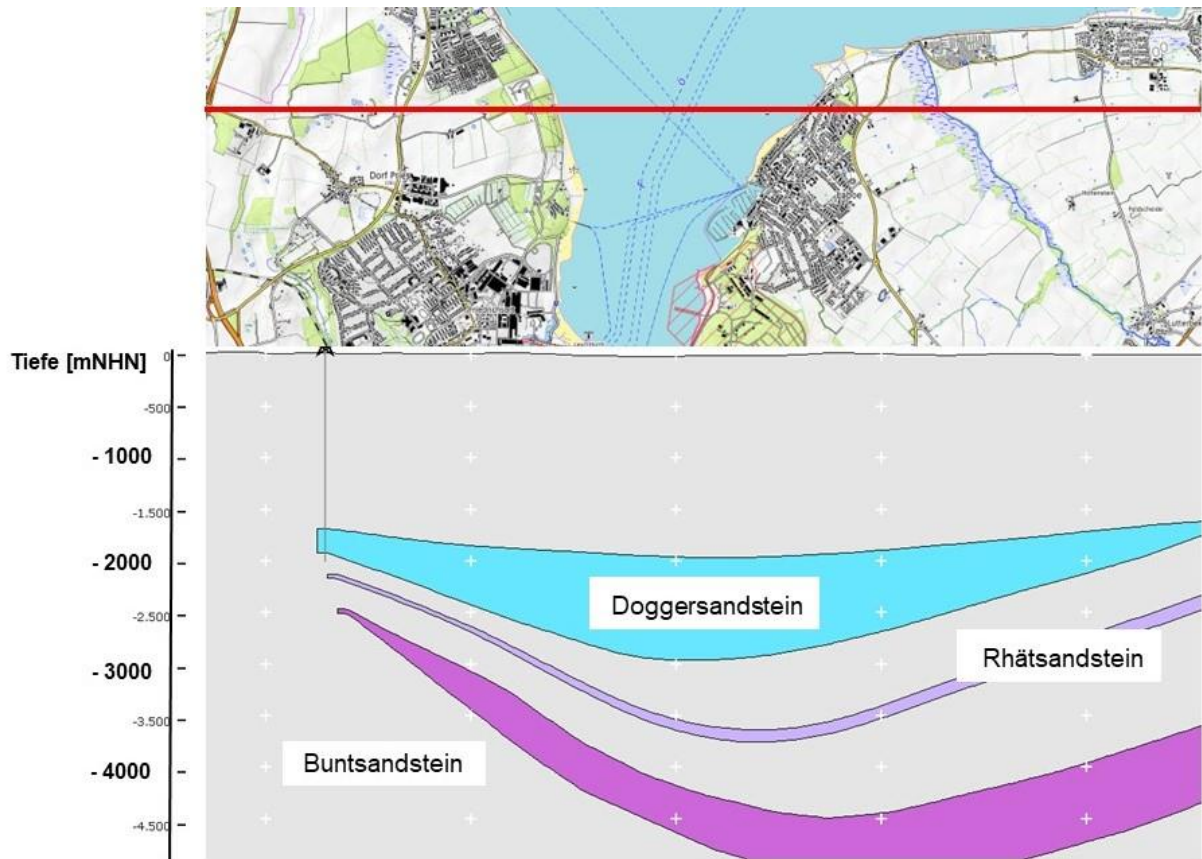 Dorf
Tiefe [mNHN]
0
-500
- 1000
-1.500
- 2000
Doggersandstein
-2.500
Rhätsandstein
- 3000
-3.500
Buntsandstein
- 4000
-4.500